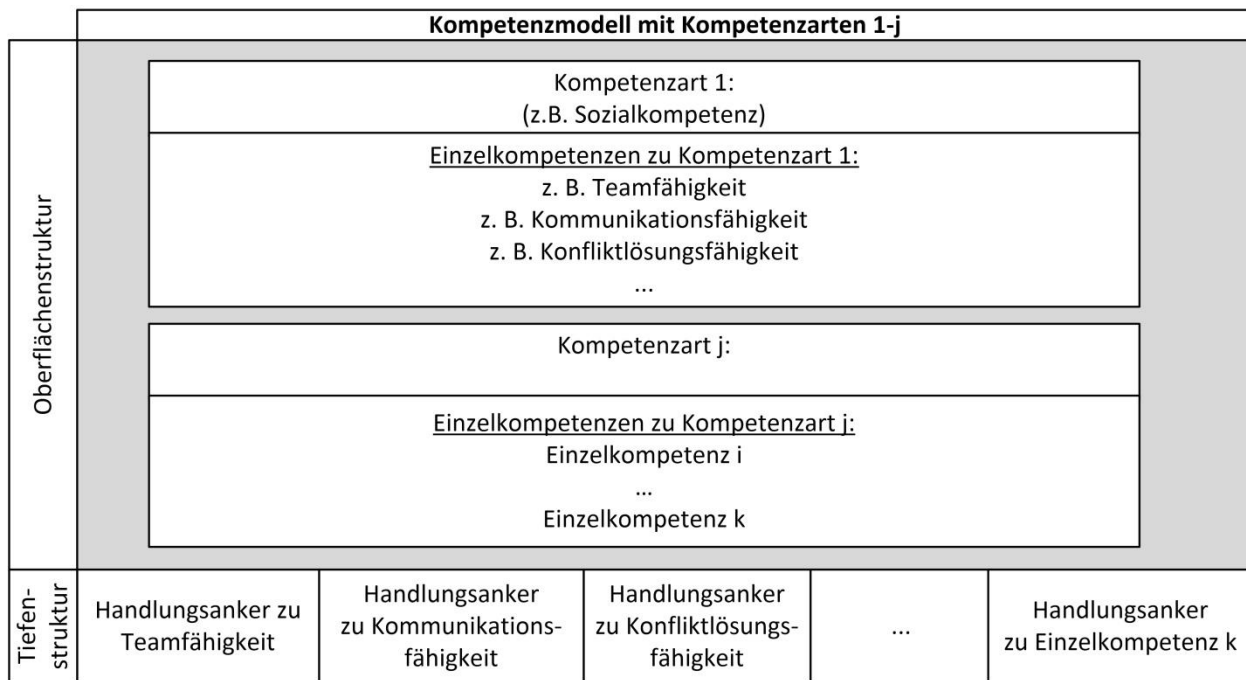 Kompetenzmodell mit Kompetenzarten 1-j
Oberflächenstruktur
Kompetenzart 1:
(z.B. Sozialkompetenz)
Einzelkompetenzen zu Kompetenzart 1:
z. B. Teamfähigkeit
z. B. Kommunikationsfähigkeit
z. B. Konfliktlösungsfähigkeit
...
Kompetenzart j:
Einzelkompetenzen zu Kompetenzart j:
Einzelkompetenz i
...
Einzelkompetenz k
Tiefen-
struktur
Handlungsanker zu
Teamfähigkeit
Handlungsanker
zu Kommunikations-
fähigkeit
Handlungsanker
zu Konfliktlösungs-
fähigkeit
...
Handlungsanker
zu Einzelkompetenz k